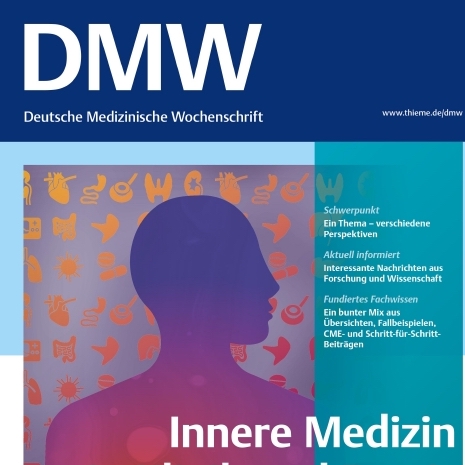 DMW
Deutsche Medizinische Wochenschrift
www.thieme.de/dmw
Schwerpunkt
Ein Thema – verschiedene
Perspektiven
Aktuell informiert
Interessante Nachrichten aus
Forschung und Wissenschaft
Fundiertes Fachwissen
Ein bunter Mix aus
Übersichten, Fallbeispielen,
CME- und Schritt-für-Schritt-
Beiträgen
Innere Medizin